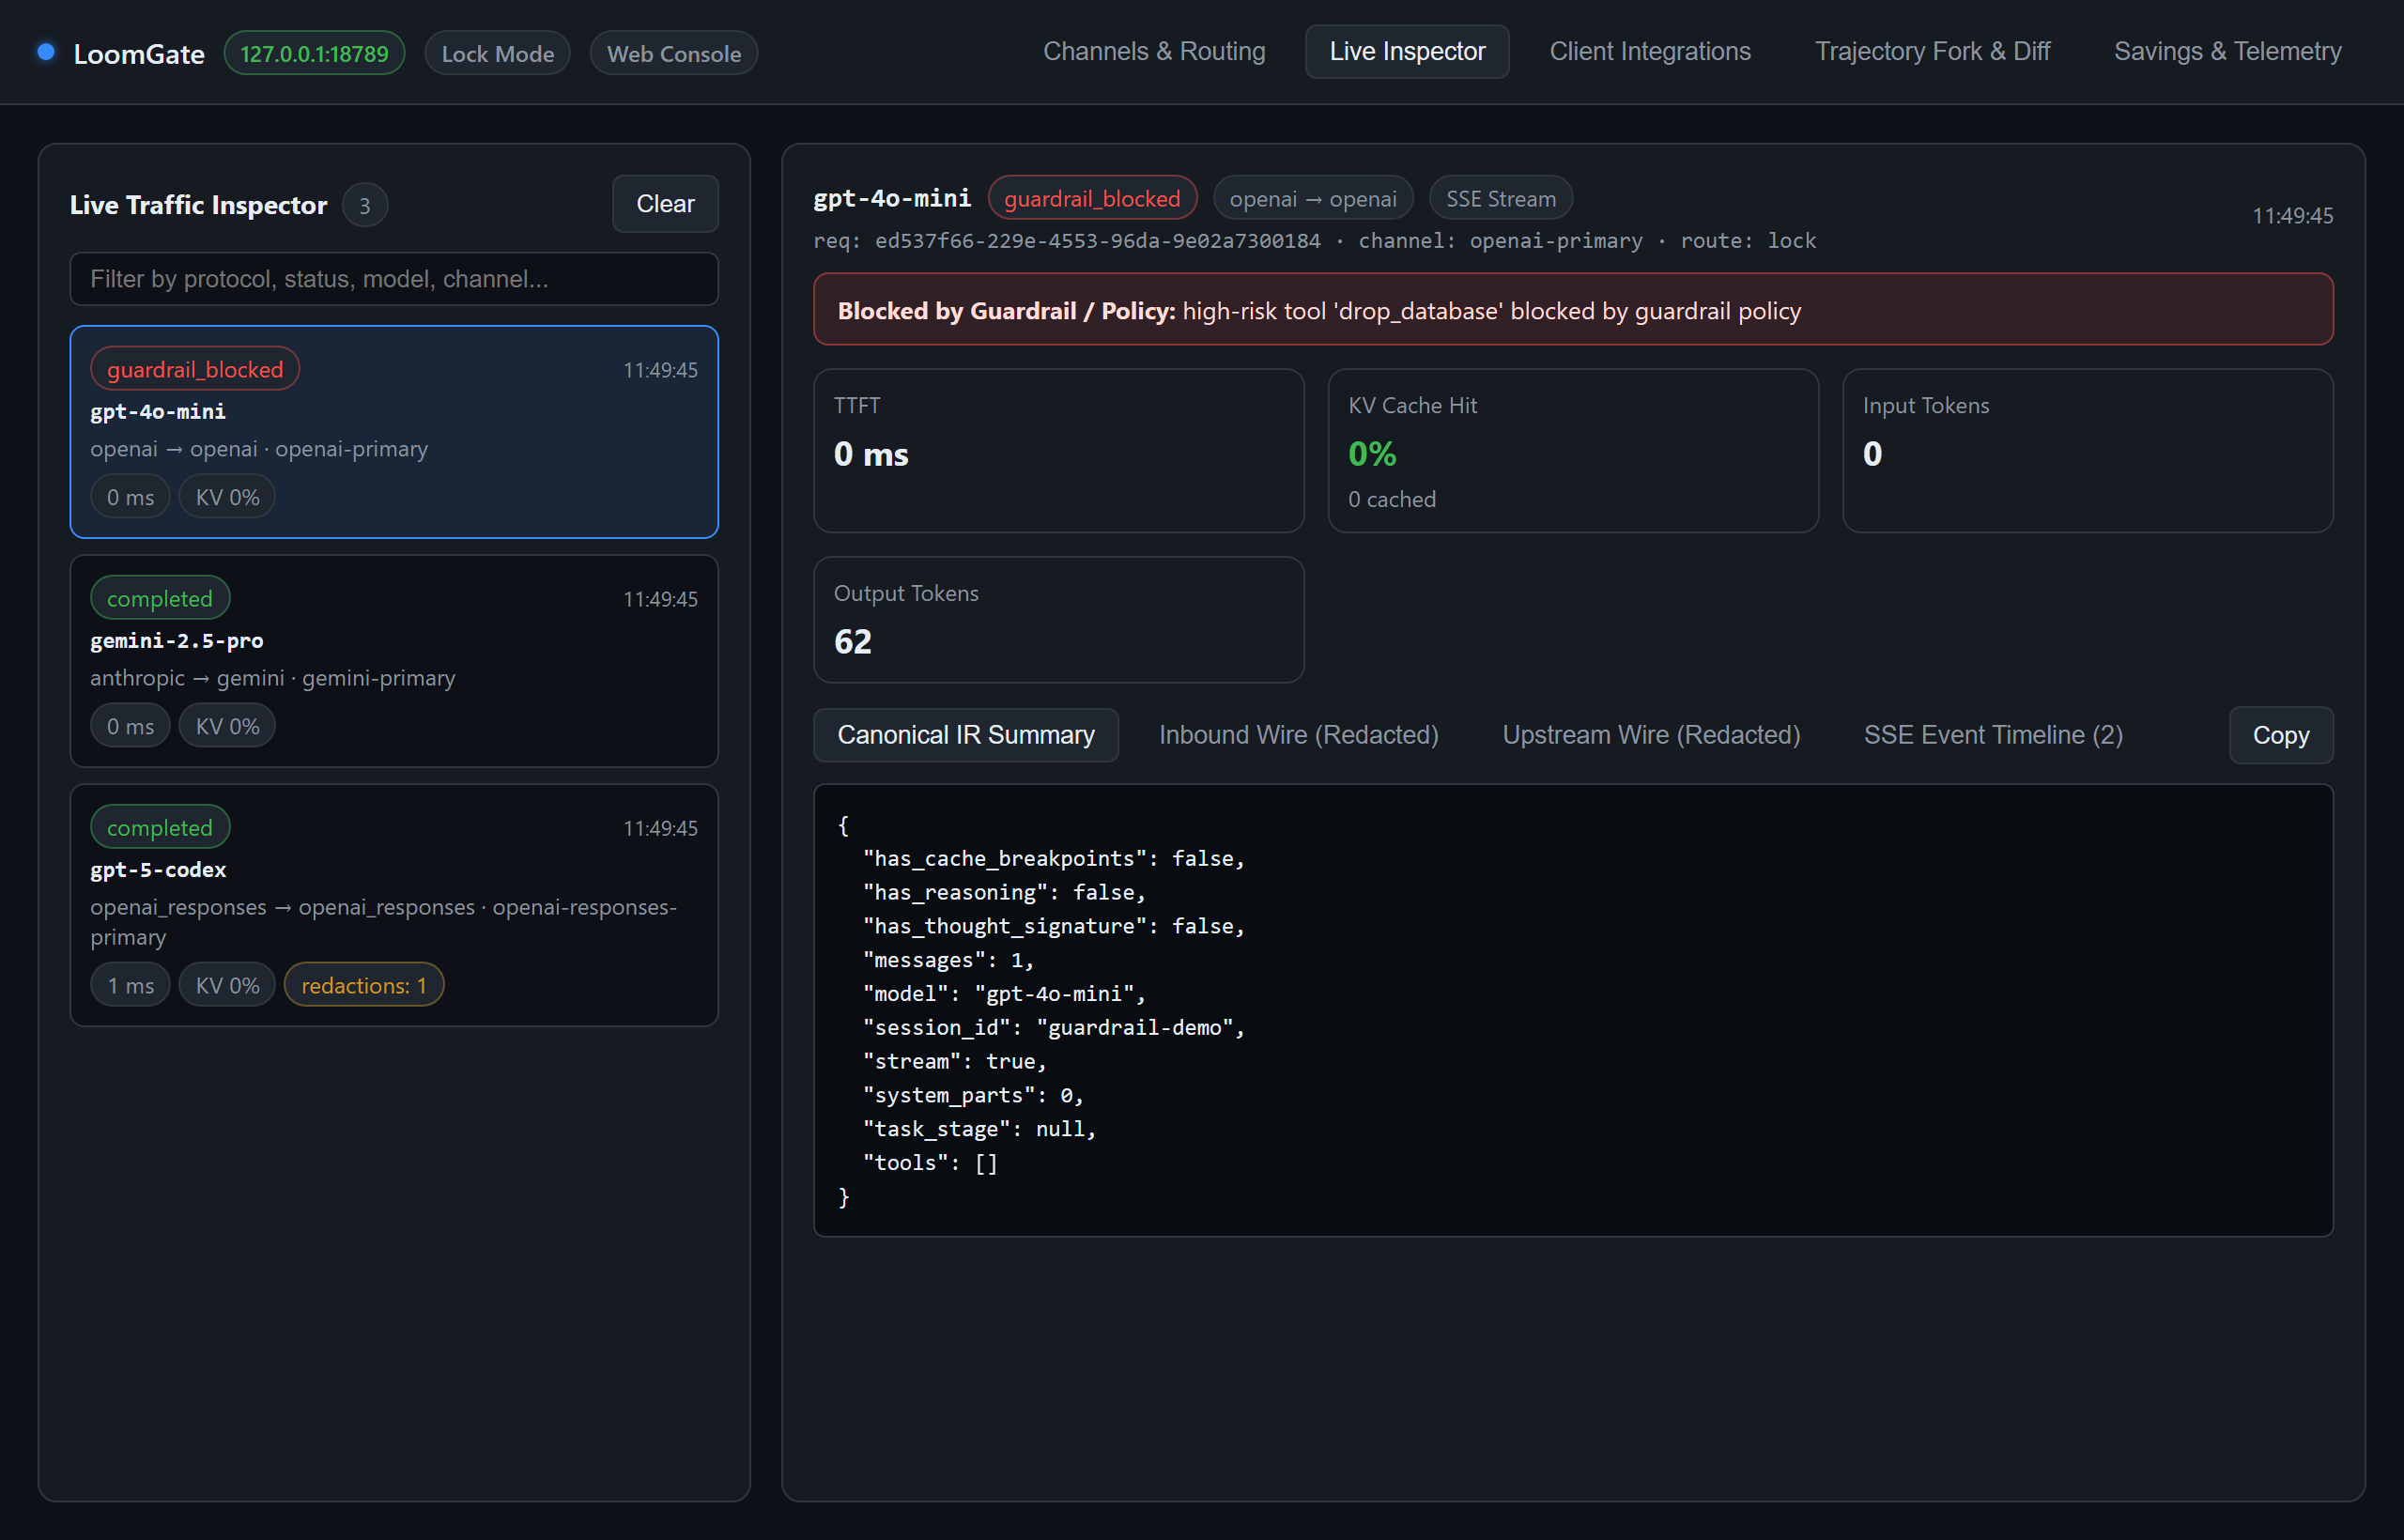 LoomGate 127.0.0.1:18789 Lock Mode Web Console Channels & Routing Live Inspector Client Integrations Trajectory Fork & Diff Savings & Telemetry
Live Traffic Inspector 3 Clear
Filter by protocol, status, model, channel...
guardrail_blocked 11:49:45
gpt-4o-mini
openai → openai · openai-primary
0 ms KV 0%
completed 11:49:45
gemini-2.5-pro
anthropic → gemini · gemini-primary
0 ms KV 0%
completed 11:49:45
gpt-5-codex
openai_responses → openai_responses · openai-responses-
primary
1 ms KV 0% redactions: 1
gpt-4o-mini guardrail_blocked openai → openai SSE Stream 11:49:45
req: ed537f66-229e-4553-96da-9e02a7300184 · channel: openai-primary · route: lock
Blocked by Guardrail / Policy: high-risk tool 'drop_database' blocked by guardrail policy
TTFT
0 ms
KV Cache Hit
0%
0 cached
Input Tokens
0
Output Tokens
62
Canonical IR Summary Inbound Wire (Redacted) Upstream Wire (Redacted) SSE Event Timeline (2) Copy
{
  "has_cache_breakpoints": false,
  "has_reasoning": false,
  "has_thought_signature": false,
  "messages": 1,
  "model": "gpt-4o-mini",
  "session_id": "guardrail-demo",
  "stream": true,
  "system_parts": 0,
  "task_stage": null,
  "tools": []
}